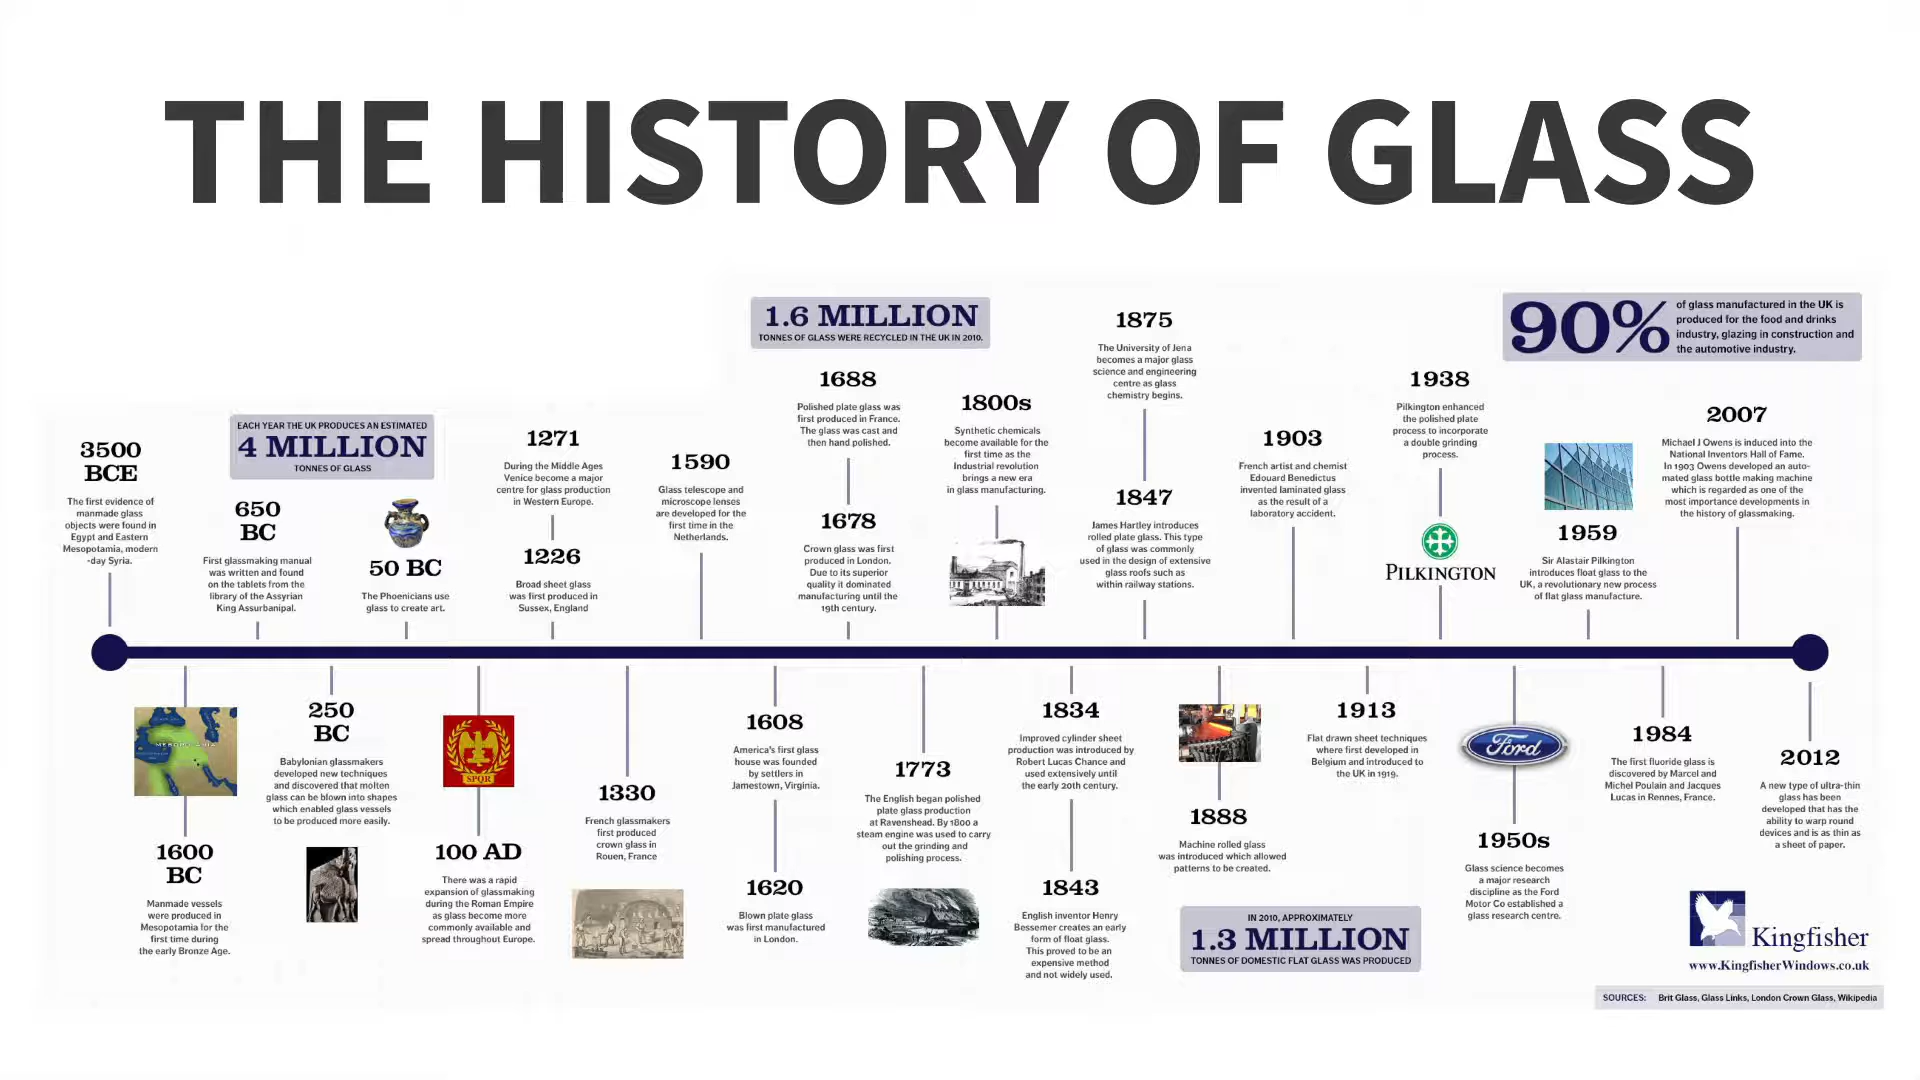 THE HISTORY OF GLASS
1.6 MILLION
TONNES OF GLASS WERE RECYCLED IN THE UK IN 2010.
90%
of glass manufactured in the UK is
produced for the food and drinks
industry, glazing in construction and
the automotive industry.
EACH YEAR THE UK PRODUCES AN ESTIMATED
4 MILLION
TONNES OF GLASS
3500
BCE
The first evidence of
manmade glass
objects were found in
Egypt and Eastern
Mesopotamia, modern
-day Syria.
650
BC
First glassmaking manual
was written and found
on the tablets from the
library of the Assyrian
King Assurbanipal.
50 BC
The Phoenicians use
glass to create art.
1271
During the Middle Ages
Venice become a major
centre for glass production
in Western Europe.
1226
Broad sheet glass
was first produced in
Sussex, England
1590
Glass telescope and
microscope lenses
are developed for the
first time in the
Netherlands.
1688
Polished plate glass was
first produced in France.
The glass was cast and
then hand polished.
1678
Crown glass was first
produced in London.
Due to its superior
quality it dominated
manufacturing until the
19th century.
1800s
Synthetic chemicals
become available for the
first time as the
Industrial revolution
brings a new era
in glass manufacturing.
1875
The University of Jena
becomes a major glass
science and engineering
centre as glass
chemistry begins.
1847
James Hartley introduces
rolled plate glass. This type
of glass was commonly
used in the design of extensive
glass roofs such as
within railway stations.
1903
French artist and chemist
Edouard Benedictus
invented laminated glass
as the result of a
laboratory accident.
1938
Pilkington enhanced
the polished plate
process to incorporate
a double grinding
process.
PILKINGTON
1959
Sir Alastair Pilkington
introduces float glass to the
UK, a revolutionary new process
of flat glass manufacture.
2007
Michael J Owens is induced into the
National Inventors Hall of Fame.
In 1903 Owens developed an auto-
mated glass bottle making machine
which is regarded as one of the
most importance developments in
the history of glassmaking.
MESOPOTAMIA
1600
BC
Manmade vessels
were produced in
Mesopotamia for the
first time during
the early Bronze Age.
250
BC
Babylonian glassmakers
developed new techniques
and discovered that molten
glass can be blown into shapes
which enabled glass vessels
to be produced more easily.
SPQR
100 AD
There was a rapid
expansion of glassmaking
during the Roman Empire
as glass become more
commonly available and
spread throughout Europe.
1330
French glassmakers
first produced
crown glass in
Rouen, France
1608
America's first glass
house was founded
by settlers in
Jamestown, Virginia.
1620
Blown plate glass
was first manufactured
in London.
1773
The English began polished
plate glass production
at Ravenshead. By 1800 a
steam engine was used to carry
out the grinding and
polishing process.
1834
Improved cylinder sheet
production was introduced by
Robert Lucas Chance and
used extensively until
the early 20th century.
1843
English inventor Henry
Bessemer creates an early
form of float glass.
This proved to be an
expensive method
and not widely used.
1888
Machine rolled glass
was introduced which allowed
patterns to be created.
IN 2010, APPROXIMATELY
1.3 MILLION
TONNES OF DOMESTIC FLAT GLASS WAS PRODUCED
1913
Flat drawn sheet techniques
where first developed in
Belgium and introduced to
the UK in 1919.
Ford
1950s
Glass science becomes
a major research
discipline as the Ford
Motor Co established a
glass research centre.
1984
The first fluoride glass is
discovered by Marcel and
Michel Poulain and Jacques
Lucas in Rennes, France.
2012
A new type of ultra-thin
glass has been
developed that has the
ability to warp round
devices and is as thin as
a sheet of paper.
Kingfisher
www.KingfisherWindows.co.uk
SOURCES: Brit Glass, Glass Links, London Crown Glass, Wikipedia